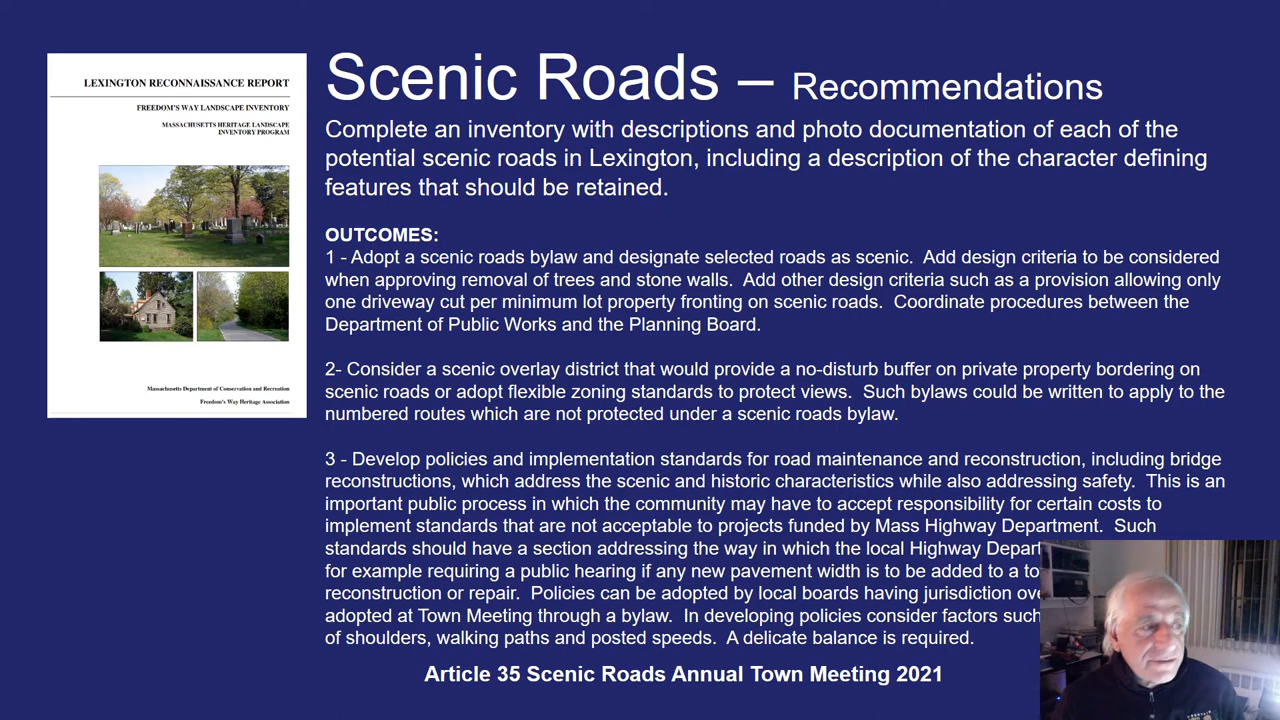 LEXINGTON RECONNAISSANCE REPORT
FREEDOM'S WAY LANDSCAPE INVENTORY
MASSACHUSETTS HERITAGE LANDSCAPE
INVENTORY PROGRAM
Massachusetts Department of Conservation and Recreation
Freedom's Way Heritage Association
Scenic Roads – Recommendations
Complete an inventory with descriptions and photo documentation of each of the
potential scenic roads in Lexington, including a description of the character defining
features that should be retained.
OUTCOMES:
1 - Adopt a scenic roads bylaw and designate selected roads as scenic. Add design criteria to be considered
when approving removal of trees and stone walls. Add other design criteria such as a provision allowing only
one driveway cut per minimum lot property fronting on scenic roads. Coordinate procedures between the
Department of Public Works and the Planning Board.
2- Consider a scenic overlay district that would provide a no-disturb buffer on private property bordering on
scenic roads or adopt flexible zoning standards to protect views. Such bylaws could be written to apply to the
numbered routes which are not protected under a scenic roads bylaw.
3 - Develop policies and implementation standards for road maintenance and reconstruction, including bridge
reconstructions, which address the scenic and historic characteristics while also addressing safety. This is an
important public process in which the community may have to accept responsibility for certain costs to
implement standards that are not acceptable to projects funded by Mass Highway Department. Such
standards should have a section addressing the way in which the local Highway
for example requiring a public hearing if any new pavement width is to be added to a
reconstruction or repair. Policies can be adopted by local boards having jurisdiction
adopted at Town Meeting through a bylaw. In developing policies consider factors such
of shoulders, walking paths and posted speeds. A delicate balance is required.
Article 35 Scenic Roads Annual Town Meeting 2021